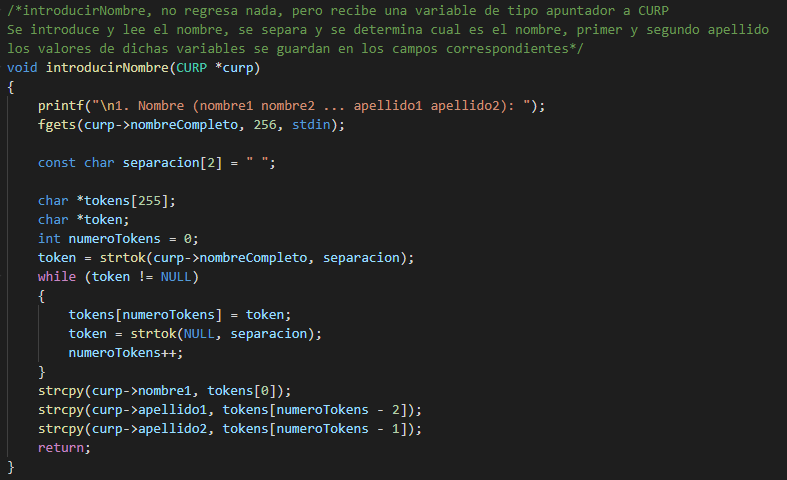 /*introducirNombre, no regresa nada, pero recibe una variable de tipo apuntador a CURP
Se introduce y lee el nombre, se separa y se determina cual es el nombre, primer y segundo apellido
los valores de dichas variables se guardan en los campos correspondientes*/
void introducirNombre(CURP *curp)
{
    printf("\n1. Nombre (nombre1 nombre2 ... apellido1 apellido2): ");
    fgets(curp->nombreCompleto, 256, stdin);

    const char separacion[2] = " ";

    char *tokens[255];
    char *token;
    int numeroTokens = 0;
    token = strtok(curp->nombreCompleto, separacion);
    while (token != NULL)
    {
        tokens[numeroTokens] = token;
        token = strtok(NULL, separacion);
        numeroTokens++;
    }
    strcpy(curp->nombre1, tokens[0]);
    strcpy(curp->apellido1, tokens[numeroTokens - 2]);
    strcpy(curp->apellido2, tokens[numeroTokens - 1]);
    return;
}